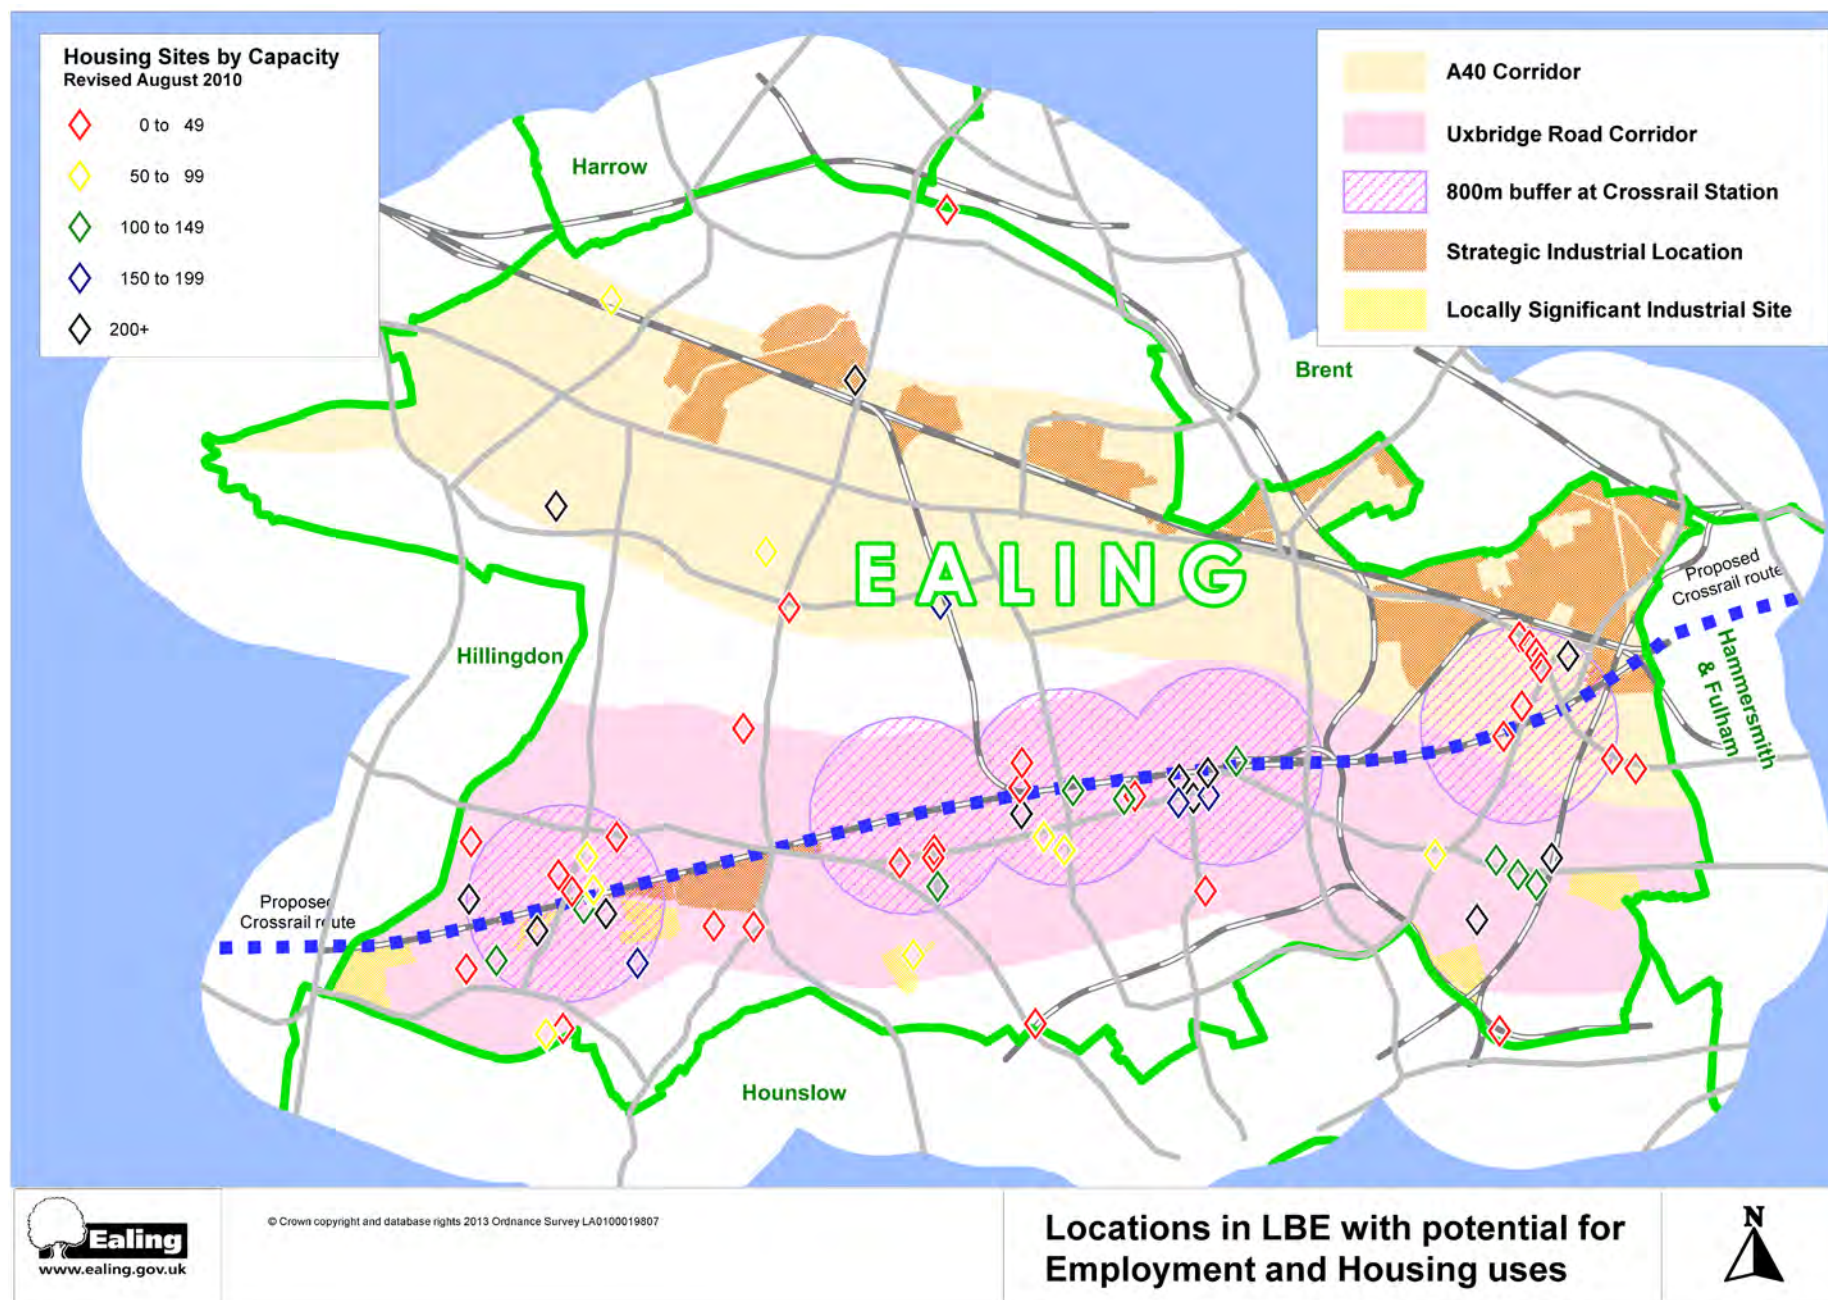 Housing Sites by Capacity
Revised August 2010
0 to 49
50 to 99
100 to 149
150 to 199
200+
A40 Corridor
Uxbridge Road Corridor
800m buffer at Crossrail Station
Strategic Industrial Location
Locally Significant Industrial Site
Harrow
Brent
EALING
Proposed
Crossrail route
Hillingdon
Hammersmith
& Fulham
Proposed
Crossrail route
Hounslow
Ealing
www.ealing.gov.uk
© Crown copyright and database rights 2013 Ordnance Survey LA0100019807
Locations in LBE with potential for
Employment and Housing uses
N